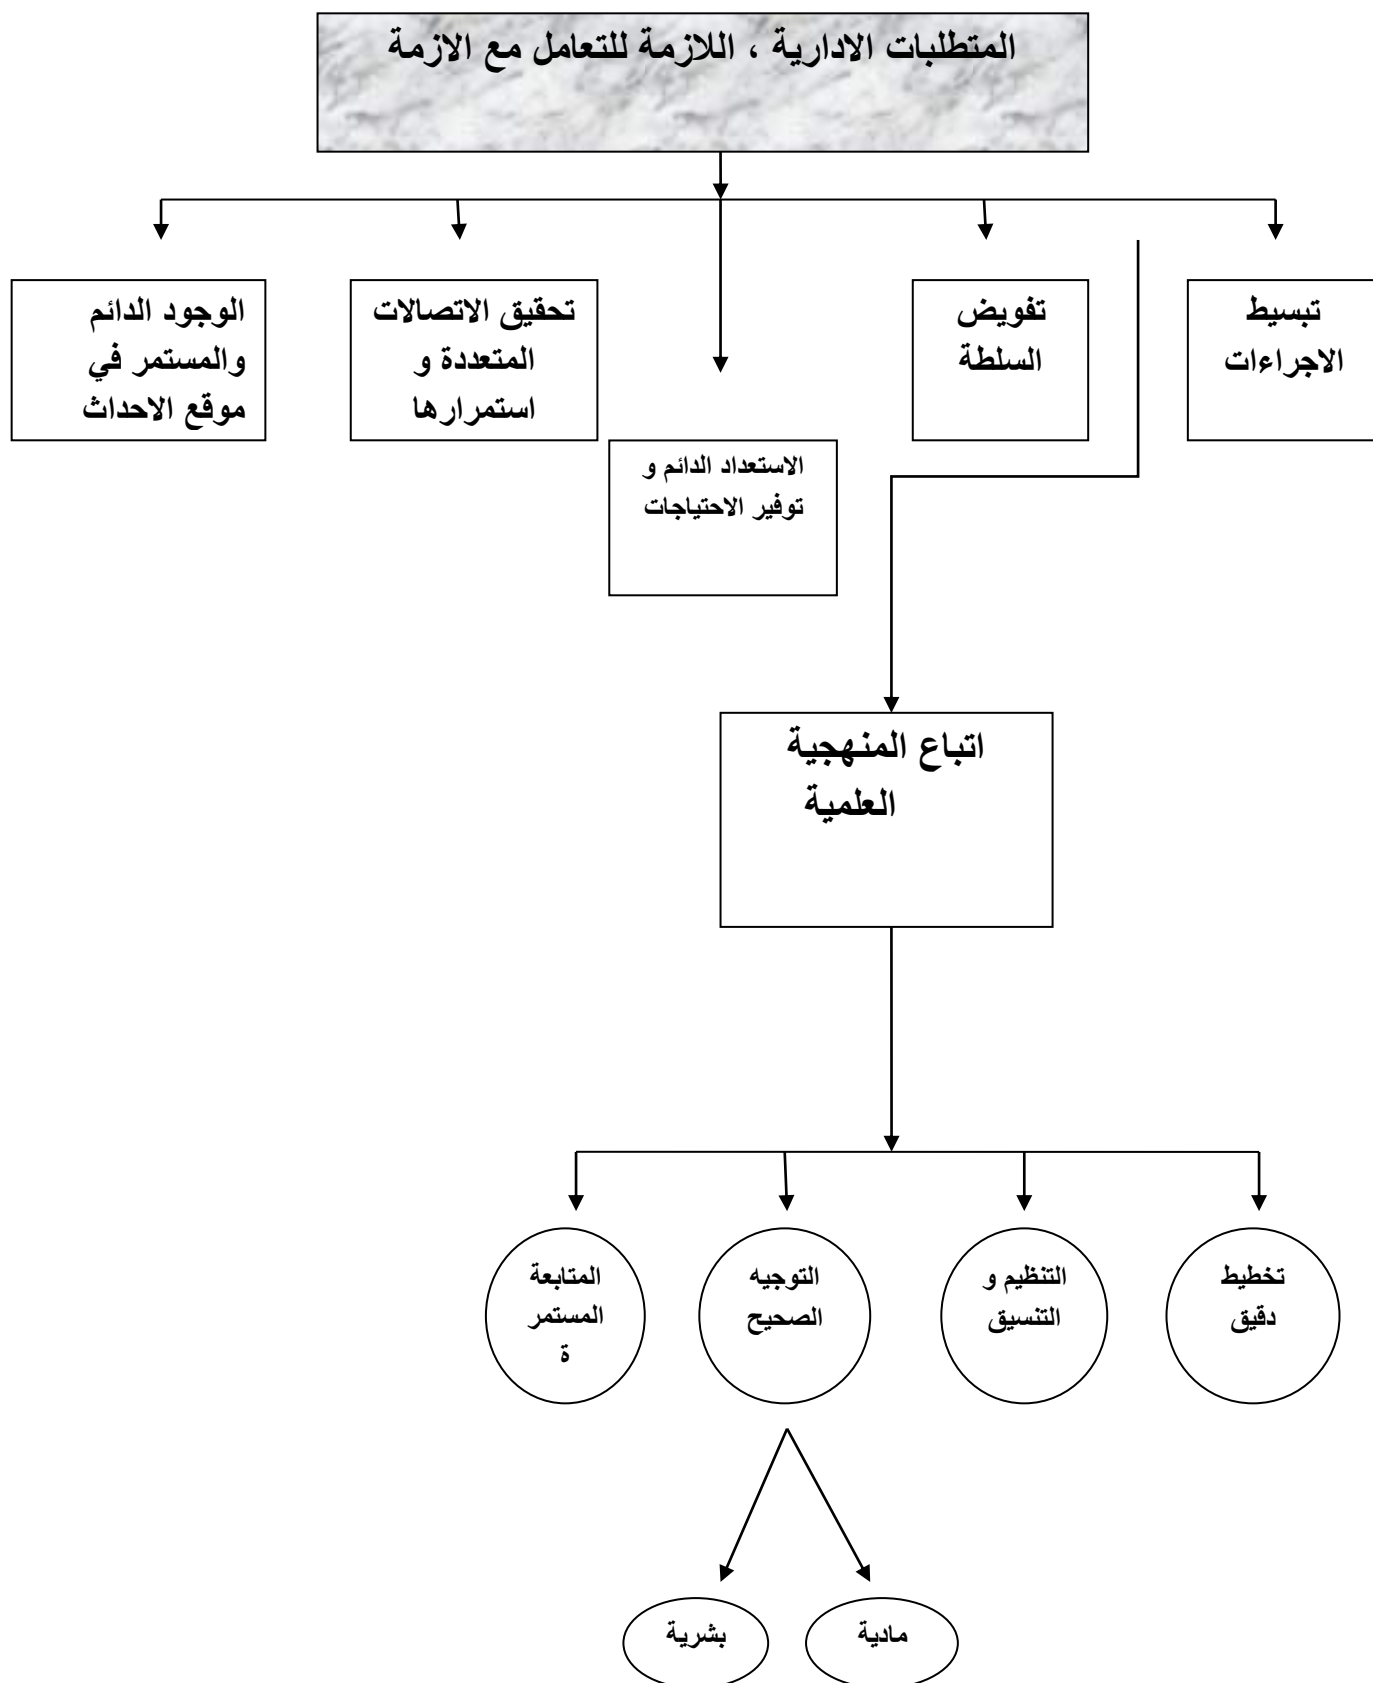 المتطلبات الادارية ، اللازمة للتعامل مع الازمة
تبسيط
الاجراءات
تفويض
السلطة
تحقيق الاتصالات
المتعددة و
استمرارها
الوجود الدائم
والمستمر في
موقع الاحداث
الاستعداد الدائم و
توفير الاحتياجات
اتباع المنهجية
العلمية
تخطيط
دقيق
التنظيم و
التنسيق
التوجيه
الصحيح
المتابعة
المستمر
ة
مادية
بشرية